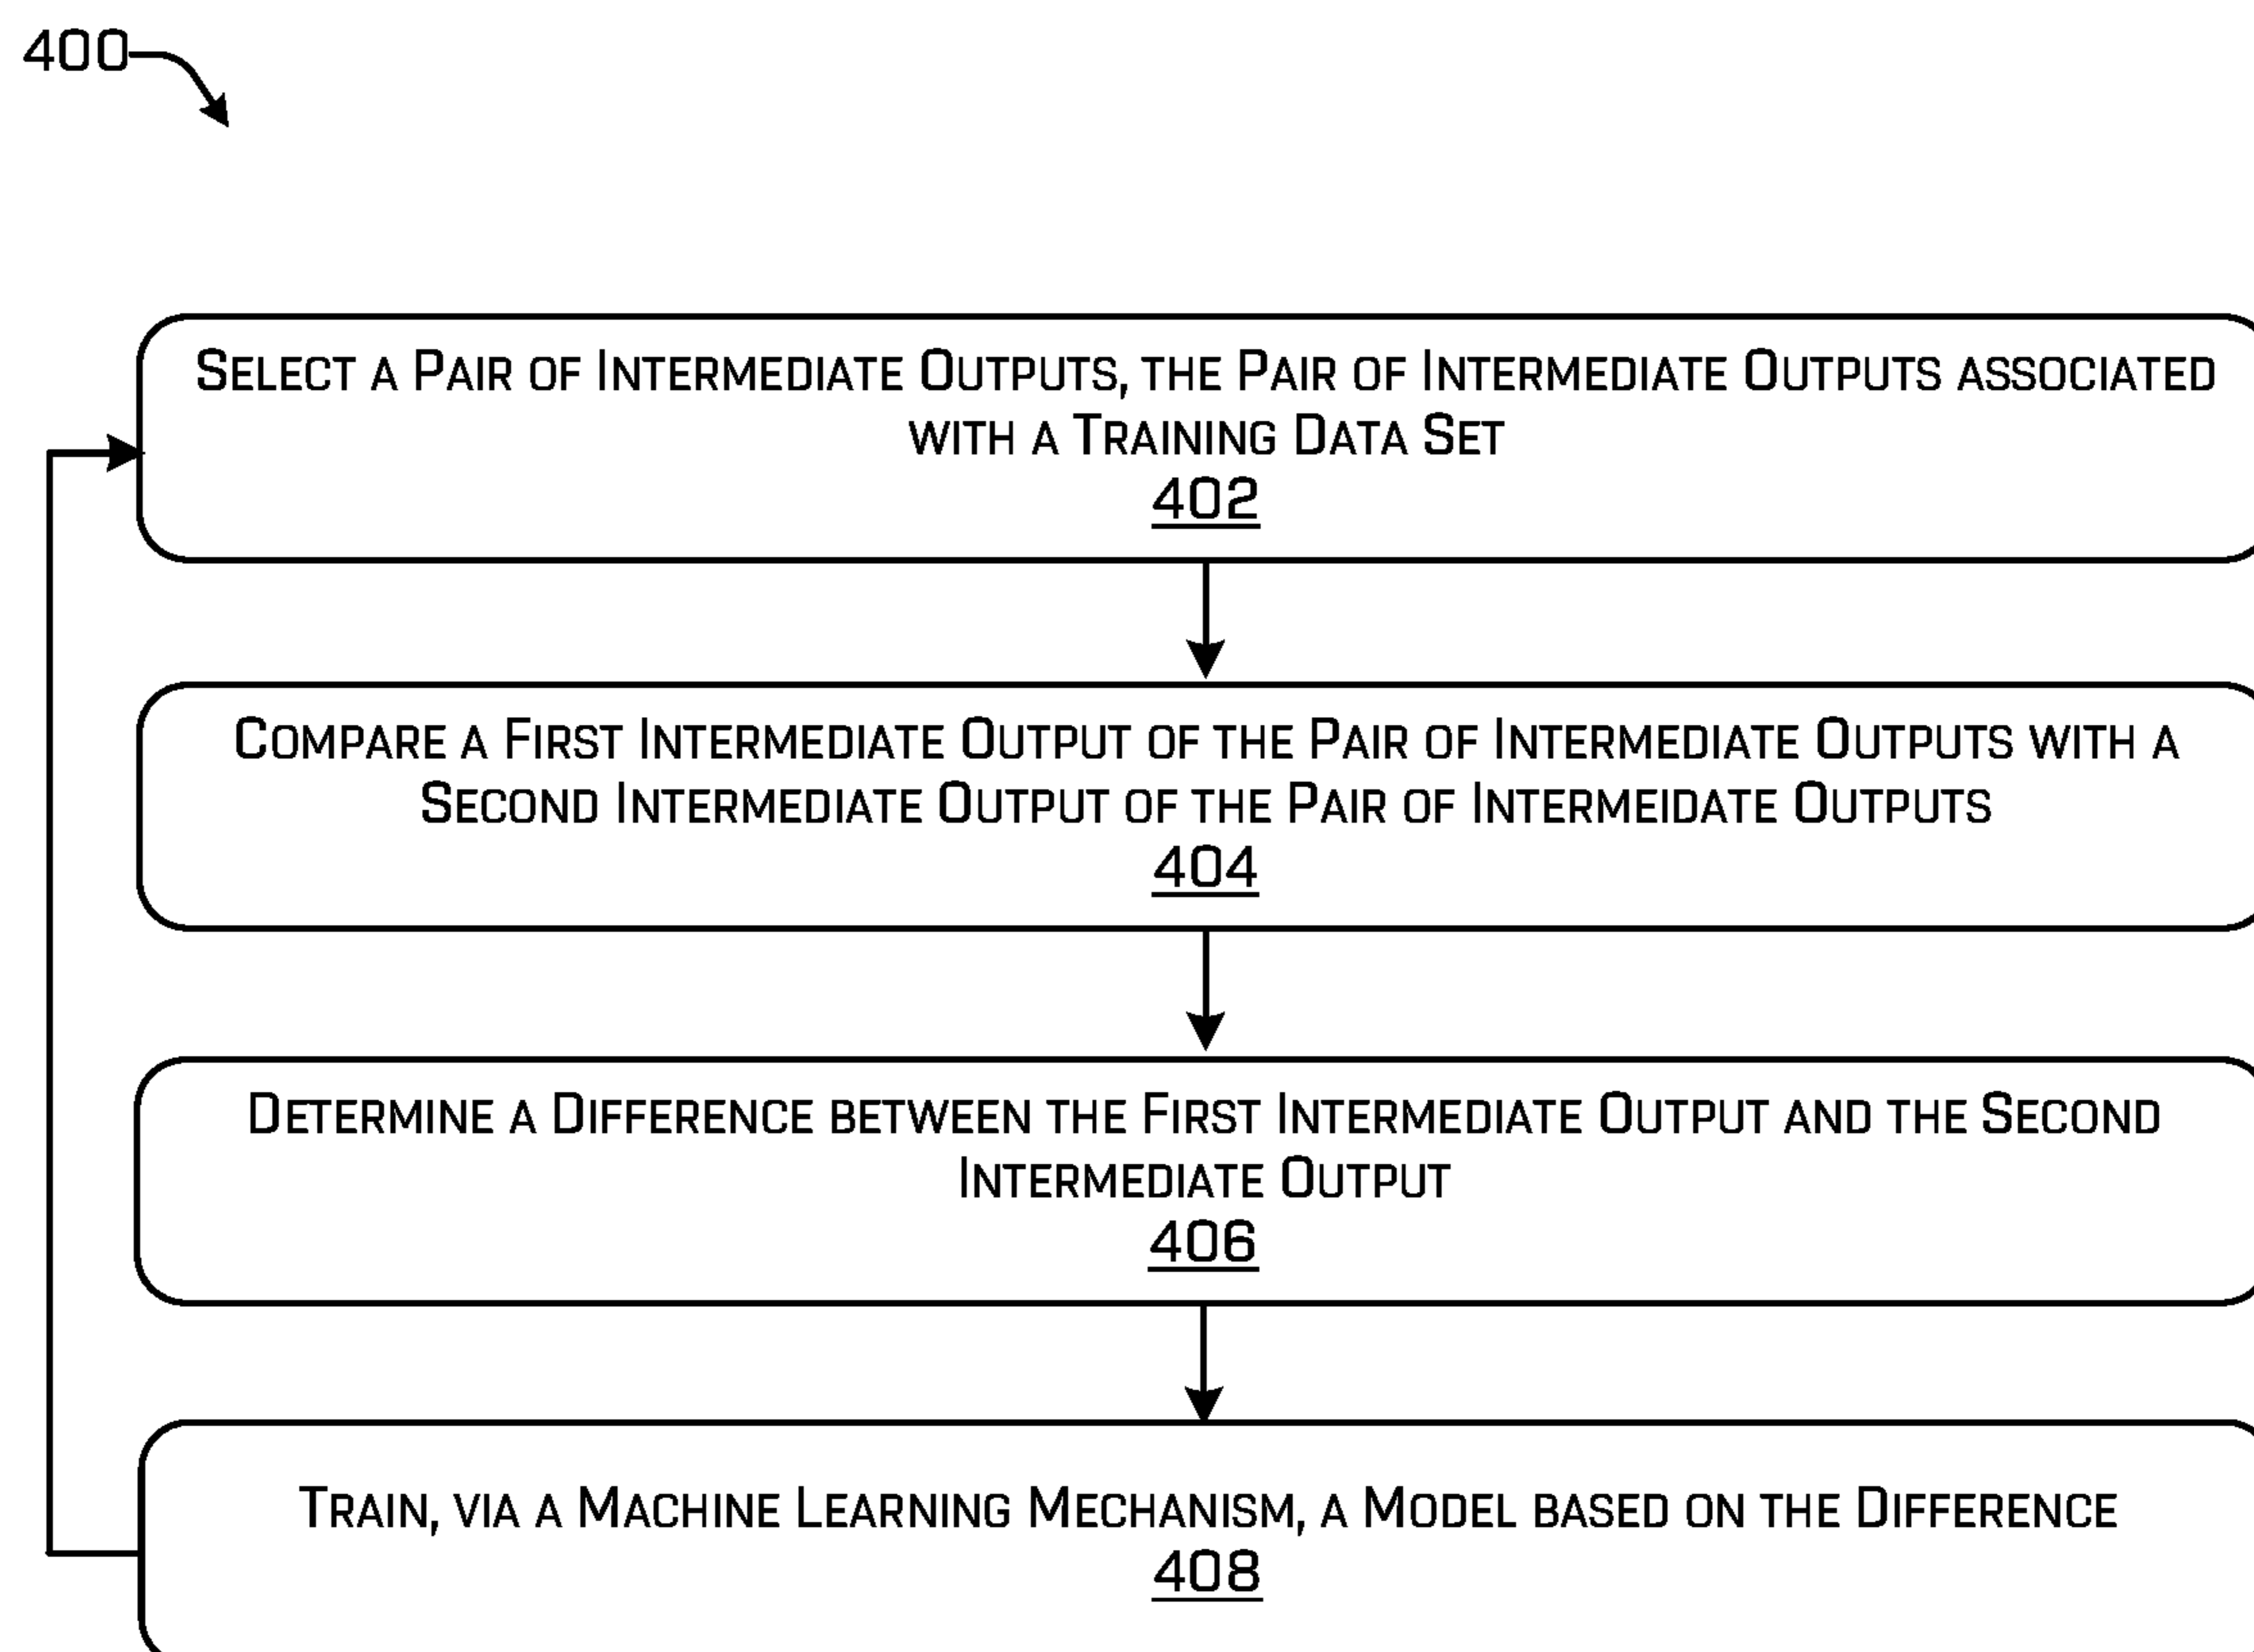 400
Select a Pair of Intermediate Outputs, the Pair of Intermediate Outputs associated
with a Training Data Set
402
Compare a First Intermediate Output of the Pair of Intermediate Outputs with a
Second Intermediate Output of the Pair of Intermeidate Outputs
404
Determine a Difference between the First Intermediate Output and the Second
Intermediate Output
406
Train, via a Machine Learning Mechanism, a Model based on the Difference
408